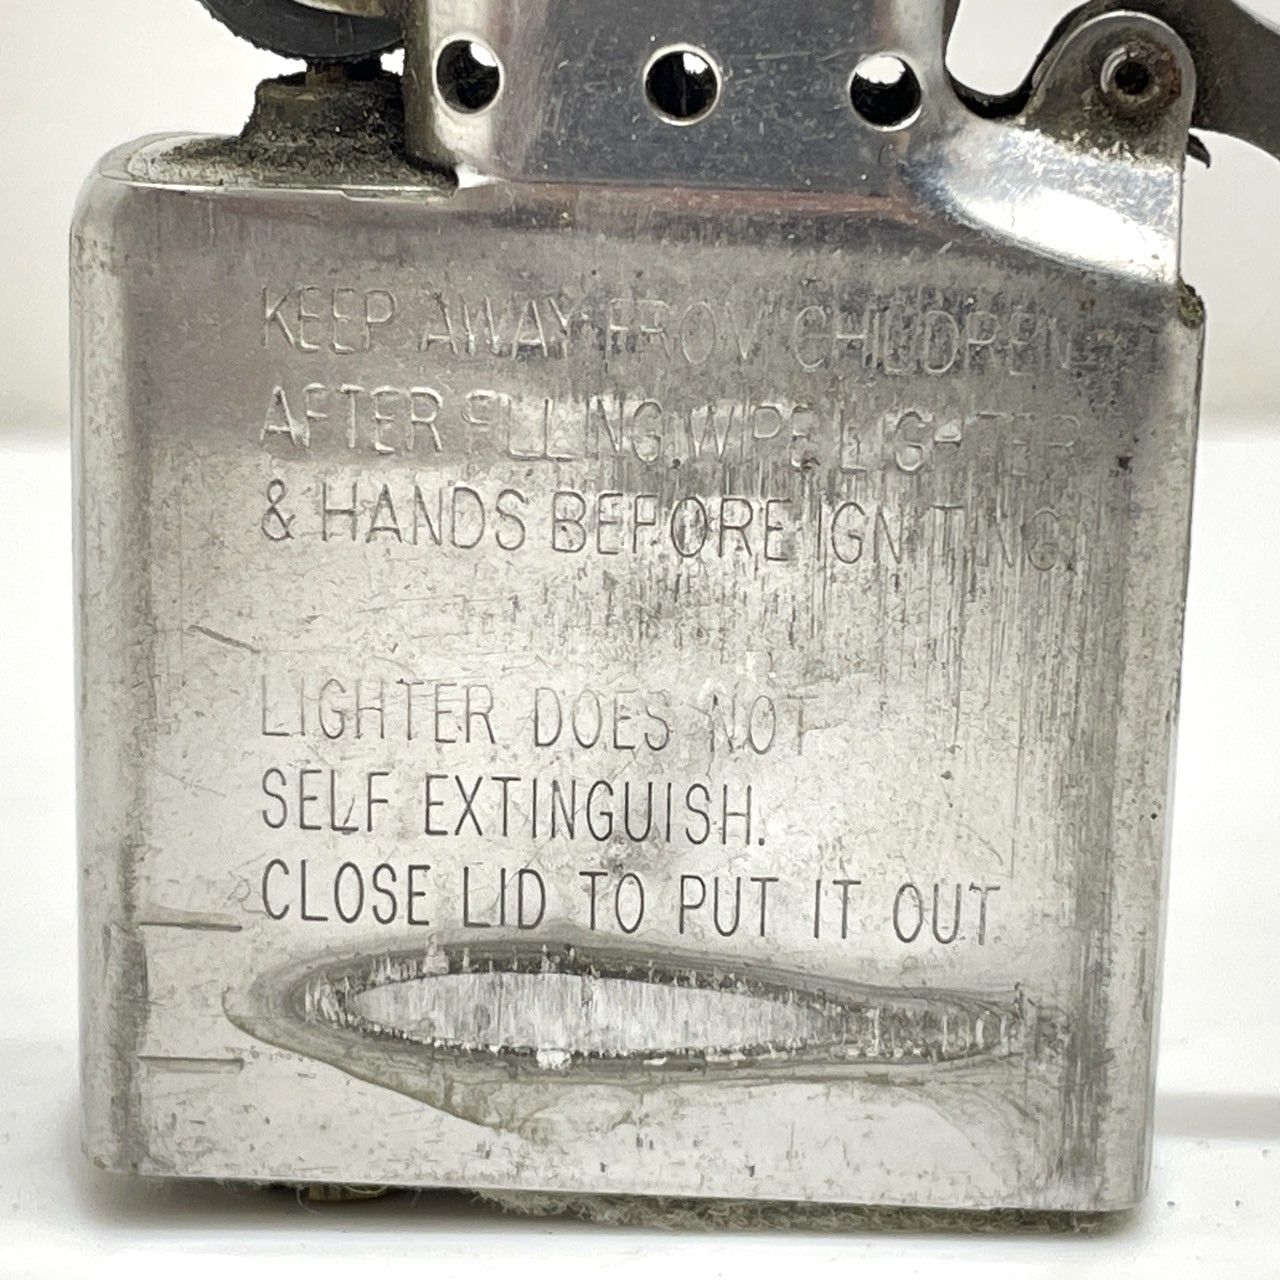 KEEP AWAY FROM CHILDREN
AFTER FILLING, WIPE LIGHTER
& HANDS BEFORE IGNITING.
LIGHTER DOES NOT
SELF EXTINGUISH.
CLOSE LID TO PUT IT OUT.